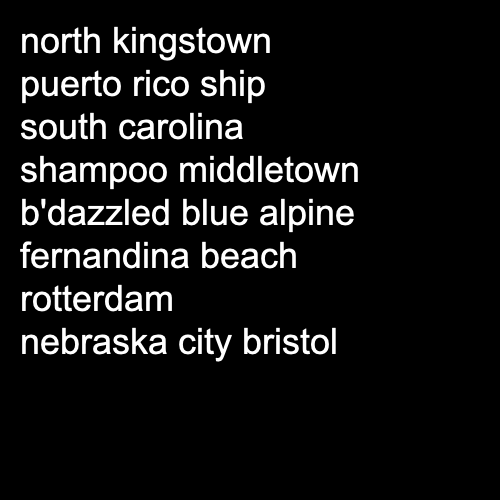 north kingstown
puerto rico ship
south carolina
shampoo middletown
b'dazzled blue alpine
fernandina beach
rotterdam
nebraska city bristol